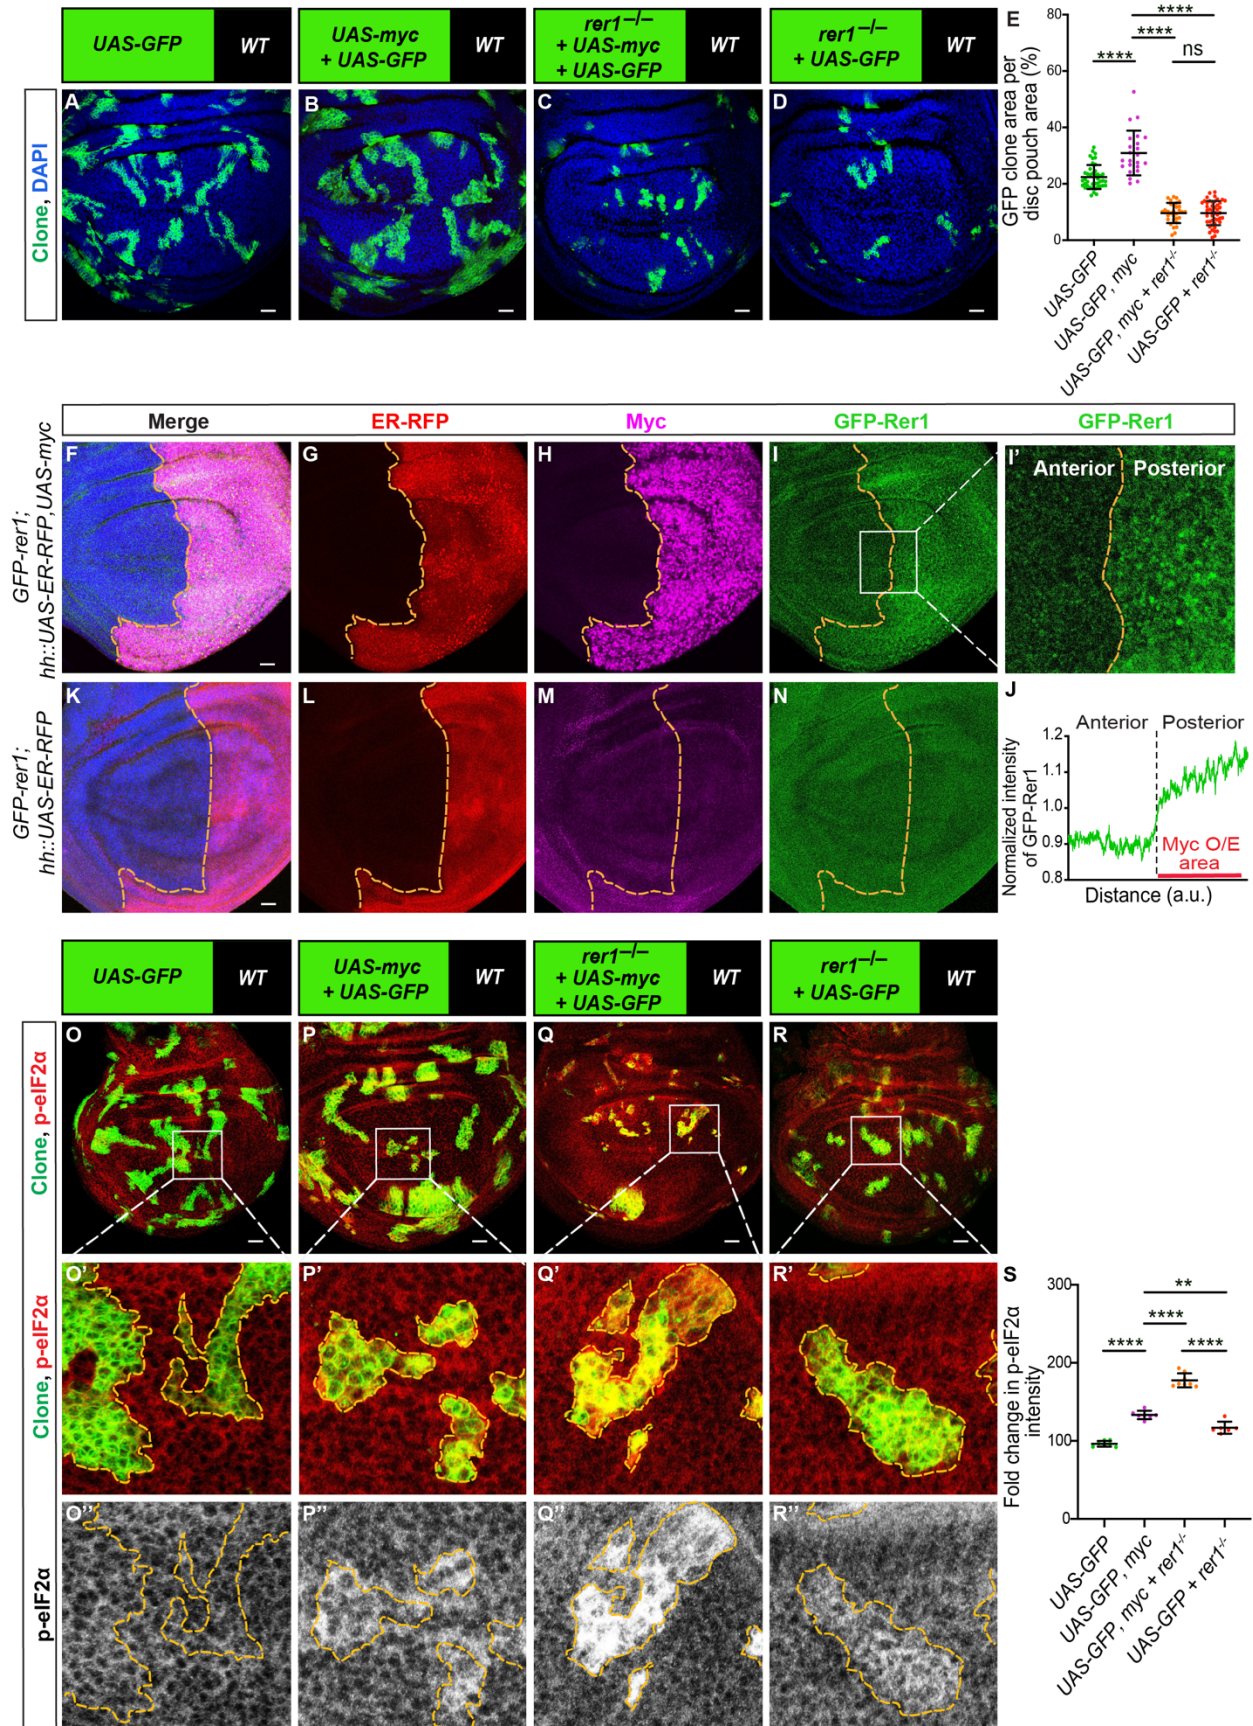 UAS-GFP WT
UAS-myc
+ UAS-GFP WT
rer1−/−
+ UAS-myc
+ UAS-GFP WT
rer1−/−
+ UAS-GFP WT
Clone, DAPI
A
B
C
D
E
GFP clone area per
disc pouch area (%)
80
60
40
20
0
****
****
****
ns
UAS-GFP
UAS-GFP, myc
UAS-GFP, myc + rer1-/-
UAS-GFP + rer1-/-
Merge
ER-RFP
Myc
GFP-Rer1
GFP-Rer1
GFP-rer1;
hh::UAS-ER-RFP,UAS-myc
F
G
H
I
I'
Anterior Posterior
GFP-rer1;
hh::UAS-ER-RFP
K
L
M
N
J
Anterior Posterior
Normalized intensity
of GFP-Rer1
1.2
1.1
1.0
0.9
0.8
Myc O/E
area
Distance (a.u.)
UAS-GFP WT
UAS-myc
+ UAS-GFP WT
rer1−/−
+ UAS-myc
+ UAS-GFP WT
rer1−/−
+ UAS-GFP WT
Clone, p-eIF2α
O
P
Q
R
Clone, p-eIF2α
O'
P'
Q'
R'
p-eIF2α
O''
P''
Q''
R''
S
Fold change in p-eIF2α
intensity
300
200
100
0
**
****
****
****
UAS-GFP
UAS-GFP, myc
UAS-GFP, myc + rer1-/-
UAS-GFP + rer1-/-